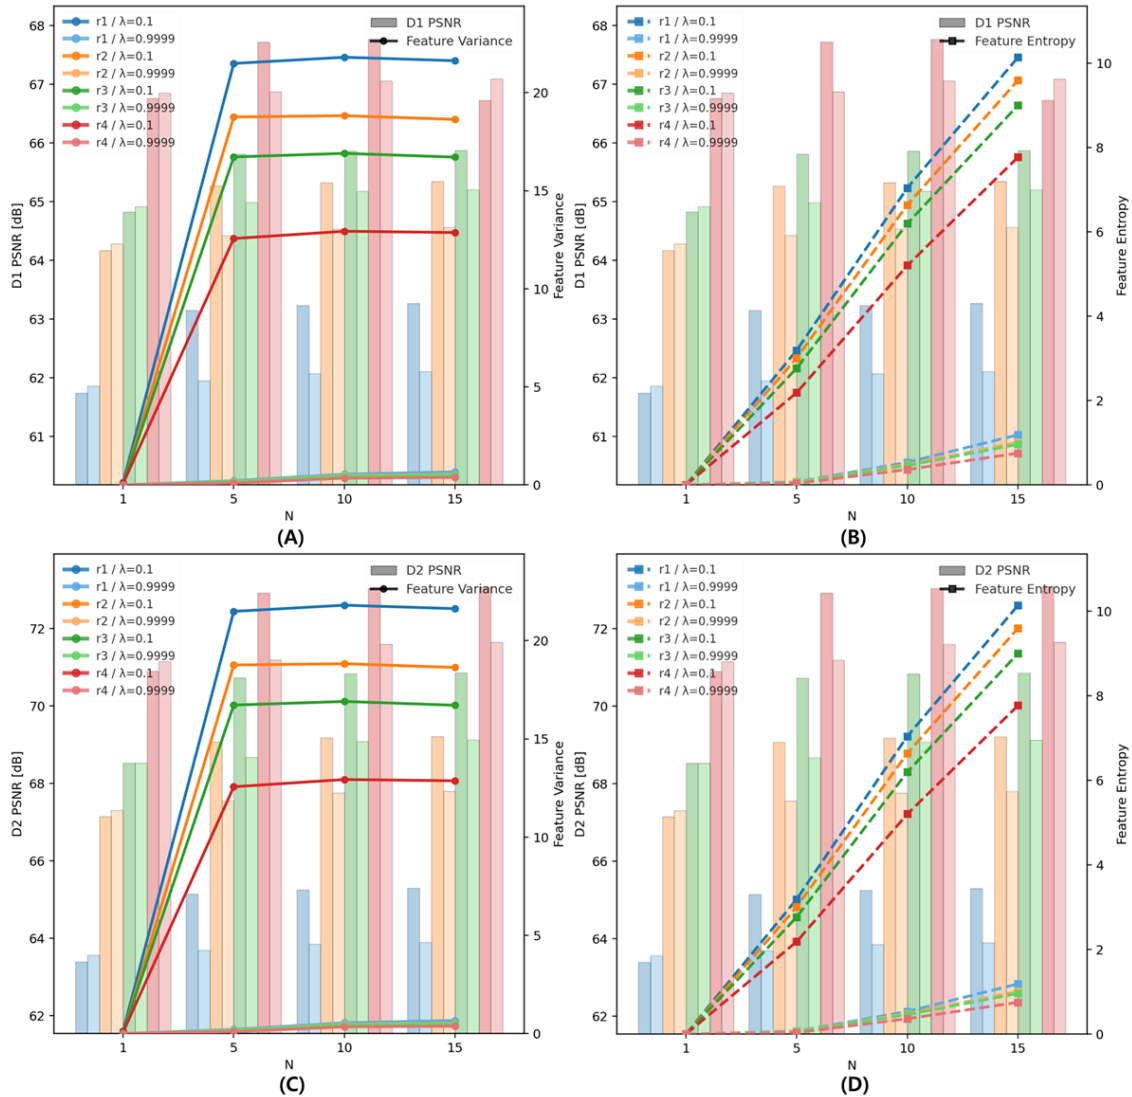 68
67
66
65
64
63
62
61
D1 PSNR [dB]
r1 / λ=0.1
r1 / λ=0.9999
r2 / λ=0.1
r2 / λ=0.9999
r3 / λ=0.1
r3 / λ=0.9999
r4 / λ=0.1
r4 / λ=0.9999
D1 PSNR
Feature Variance
20
15
10
5
0
Feature Variance
1 5 10 15
N
(A)
68
67
66
65
64
63
62
61
D1 PSNR [dB]
r1 / λ=0.1
r1 / λ=0.9999
r2 / λ=0.1
r2 / λ=0.9999
r3 / λ=0.1
r3 / λ=0.9999
r4 / λ=0.1
r4 / λ=0.9999
D1 PSNR
Feature Entropy
10
8
6
4
2
0
Feature Entropy
1 5 10 15
N
(B)
72
70
68
66
64
62
D2 PSNR [dB]
r1 / λ=0.1
r1 / λ=0.9999
r2 / λ=0.1
r2 / λ=0.9999
r3 / λ=0.1
r3 / λ=0.9999
r4 / λ=0.1
r4 / λ=0.9999
D2 PSNR
Feature Variance
20
15
10
5
0
Feature Variance
1 5 10 15
N
(C)
72
70
68
66
64
62
D2 PSNR [dB]
r1 / λ=0.1
r1 / λ=0.9999
r2 / λ=0.1
r2 / λ=0.9999
r3 / λ=0.1
r3 / λ=0.9999
r4 / λ=0.1
r4 / λ=0.9999
D2 PSNR
Feature Entropy
10
8
6
4
2
0
Feature Entropy
1 5 10 15
N
(D)